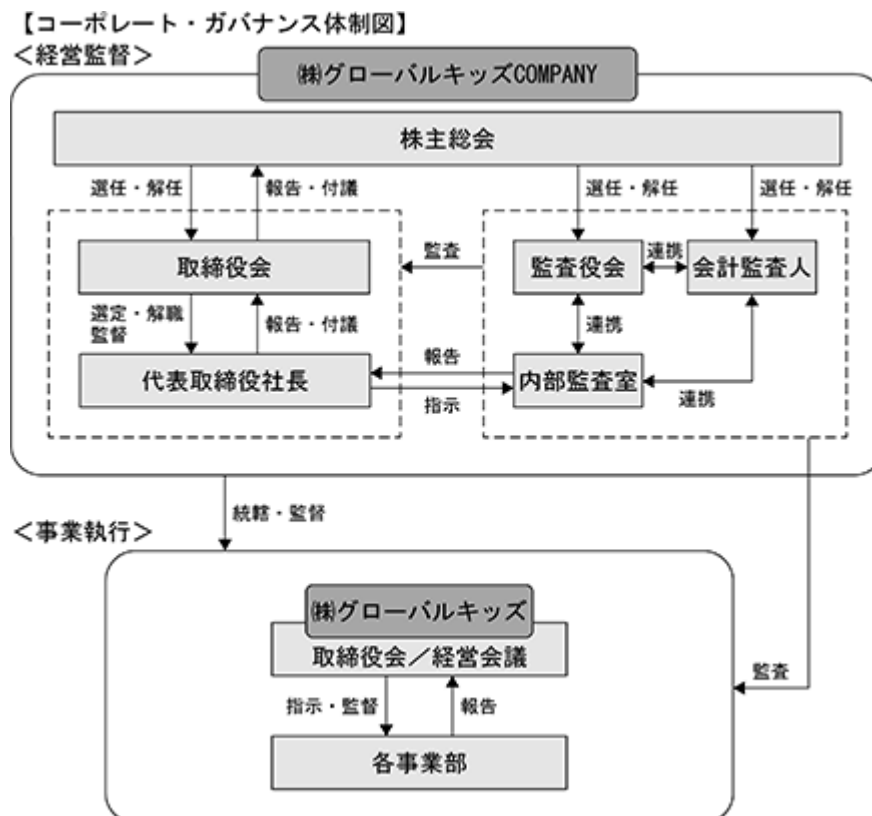 【コーポレート・ガバナンス体制図】
＜経営監督＞
㈱グローバルキッズCOMPANY
株主総会
選任・解任
報告・付議
選任・解任
選任・解任
取締役会
監査
監査役会
連携
会計監査人
選定・解職
監督
報告・付議
連携
代表取締役社長
報告
指示
内部監査室
連携
統轄・監督
＜事業執行＞
㈱グローバルキッズ
取締役会／経営会議
監査
指示・監督
報告
各事業部